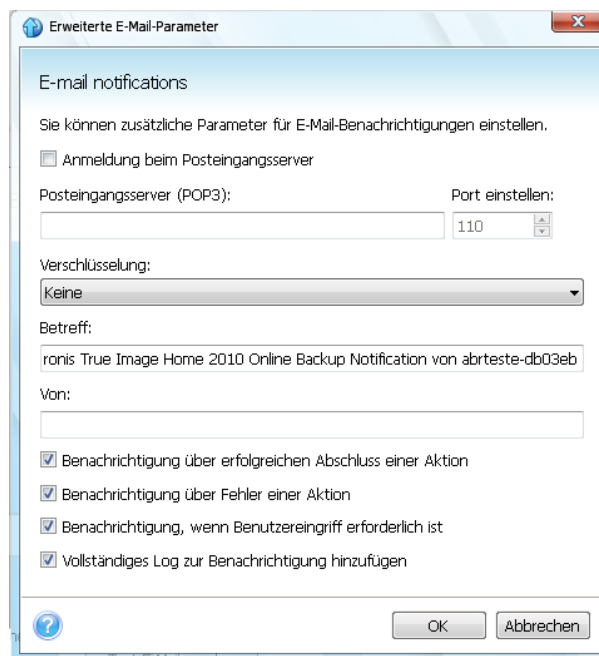 Erweiterte E-Mail-Parameter
E-mail notifications
Sie können zusätzliche Parameter für E-Mail-Benachrichtigungen einstellen.
Anmeldung beim Posteingangsserver
Posteingangsserver (POP3): Port einstellen:
110
Verschlüsselung:
Keine
Betreff:
ronis True Image Home 2010 Online Backup Notification von abrteste-db03eb
Von:
Benachrichtigung über erfolgreichen Abschluss einer Aktion
Benachrichtigung über Fehler einer Aktion
Benachrichtigung, wenn Benutzereingriff erforderlich ist
Vollständiges Log zur Benachrichtigung hinzufügen
? OK Abbrechen